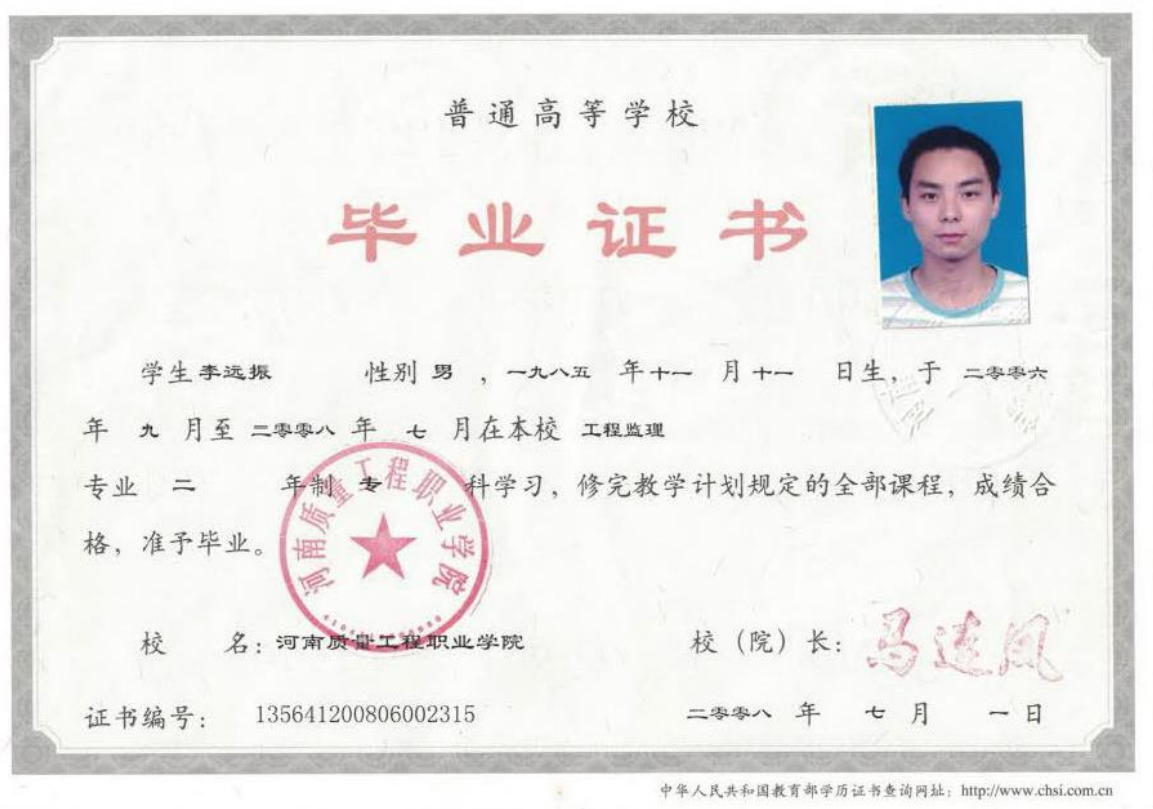 普通高等学校
毕业证书
学生李远振 性别 男 ，一九八五 年十一 月十一 日生，于 二零零六
年 九 月至 二零零八 年 七 月在本校 工程监理
专业 二 年制 专 科学习，修完教学计划规定的全部课程，成绩合
格，准予毕业。
河南质量工程职业学院
校 名：河南质量工程职业学院 校（院）长：马连凤
证书编号： 135641200806002315 二零零八 年 七 月 一 日
中华人民共和国教育部学历证书查询网址：http://www.chsi.com.cn